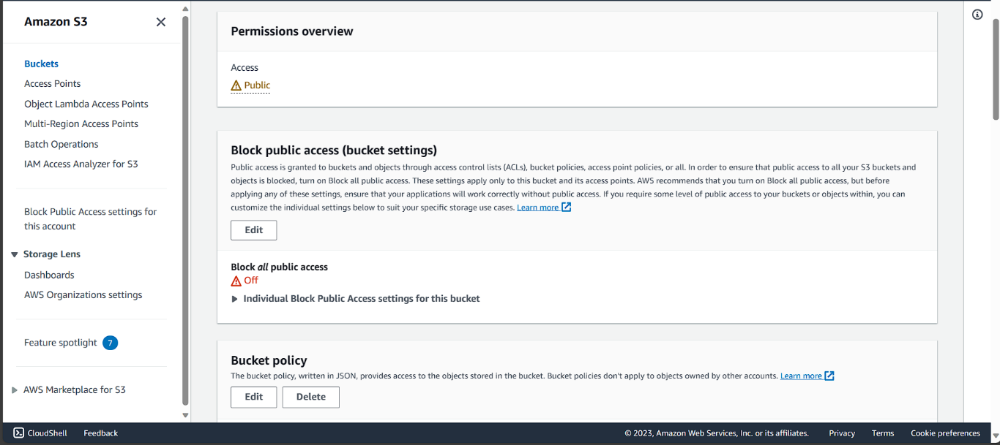 Amazon S3
Buckets
Access Points
Object Lambda Access Points
Multi-Region Access Points
Batch Operations
IAM Access Analyzer for S3
Block Public Access settings for
this account
Storage Lens
Dashboards
AWS Organizations settings
Feature spotlight 7
AWS Marketplace for S3
Permissions overview
Access
Public
Block public access (bucket settings)
Public access is granted to buckets and objects through access control lists (ACLs), bucket policies, access point policies, or all. In order to ensure that public access to all your S3 buckets and
objects is blocked, turn on Block all public access. These settings apply only to this bucket and its access points. AWS recommends that you turn on Block all public access, but before
applying any of these settings, ensure that your applications will work correctly without public access. If you require some level of public access to your buckets or objects within, you can
customize the individual settings below to suit your specific storage use cases. Learn more
Edit
Block all public access
Off
Individual Block Public Access settings for this bucket
Bucket policy
The bucket policy, written in JSON, provides access to the objects stored in the bucket. Bucket policies don't apply to objects owned by other accounts. Learn more
Edit Delete
CloudShell Feedback © 2023, Amazon Web Services, Inc. or its affiliates. Privacy Terms Cookie preferences